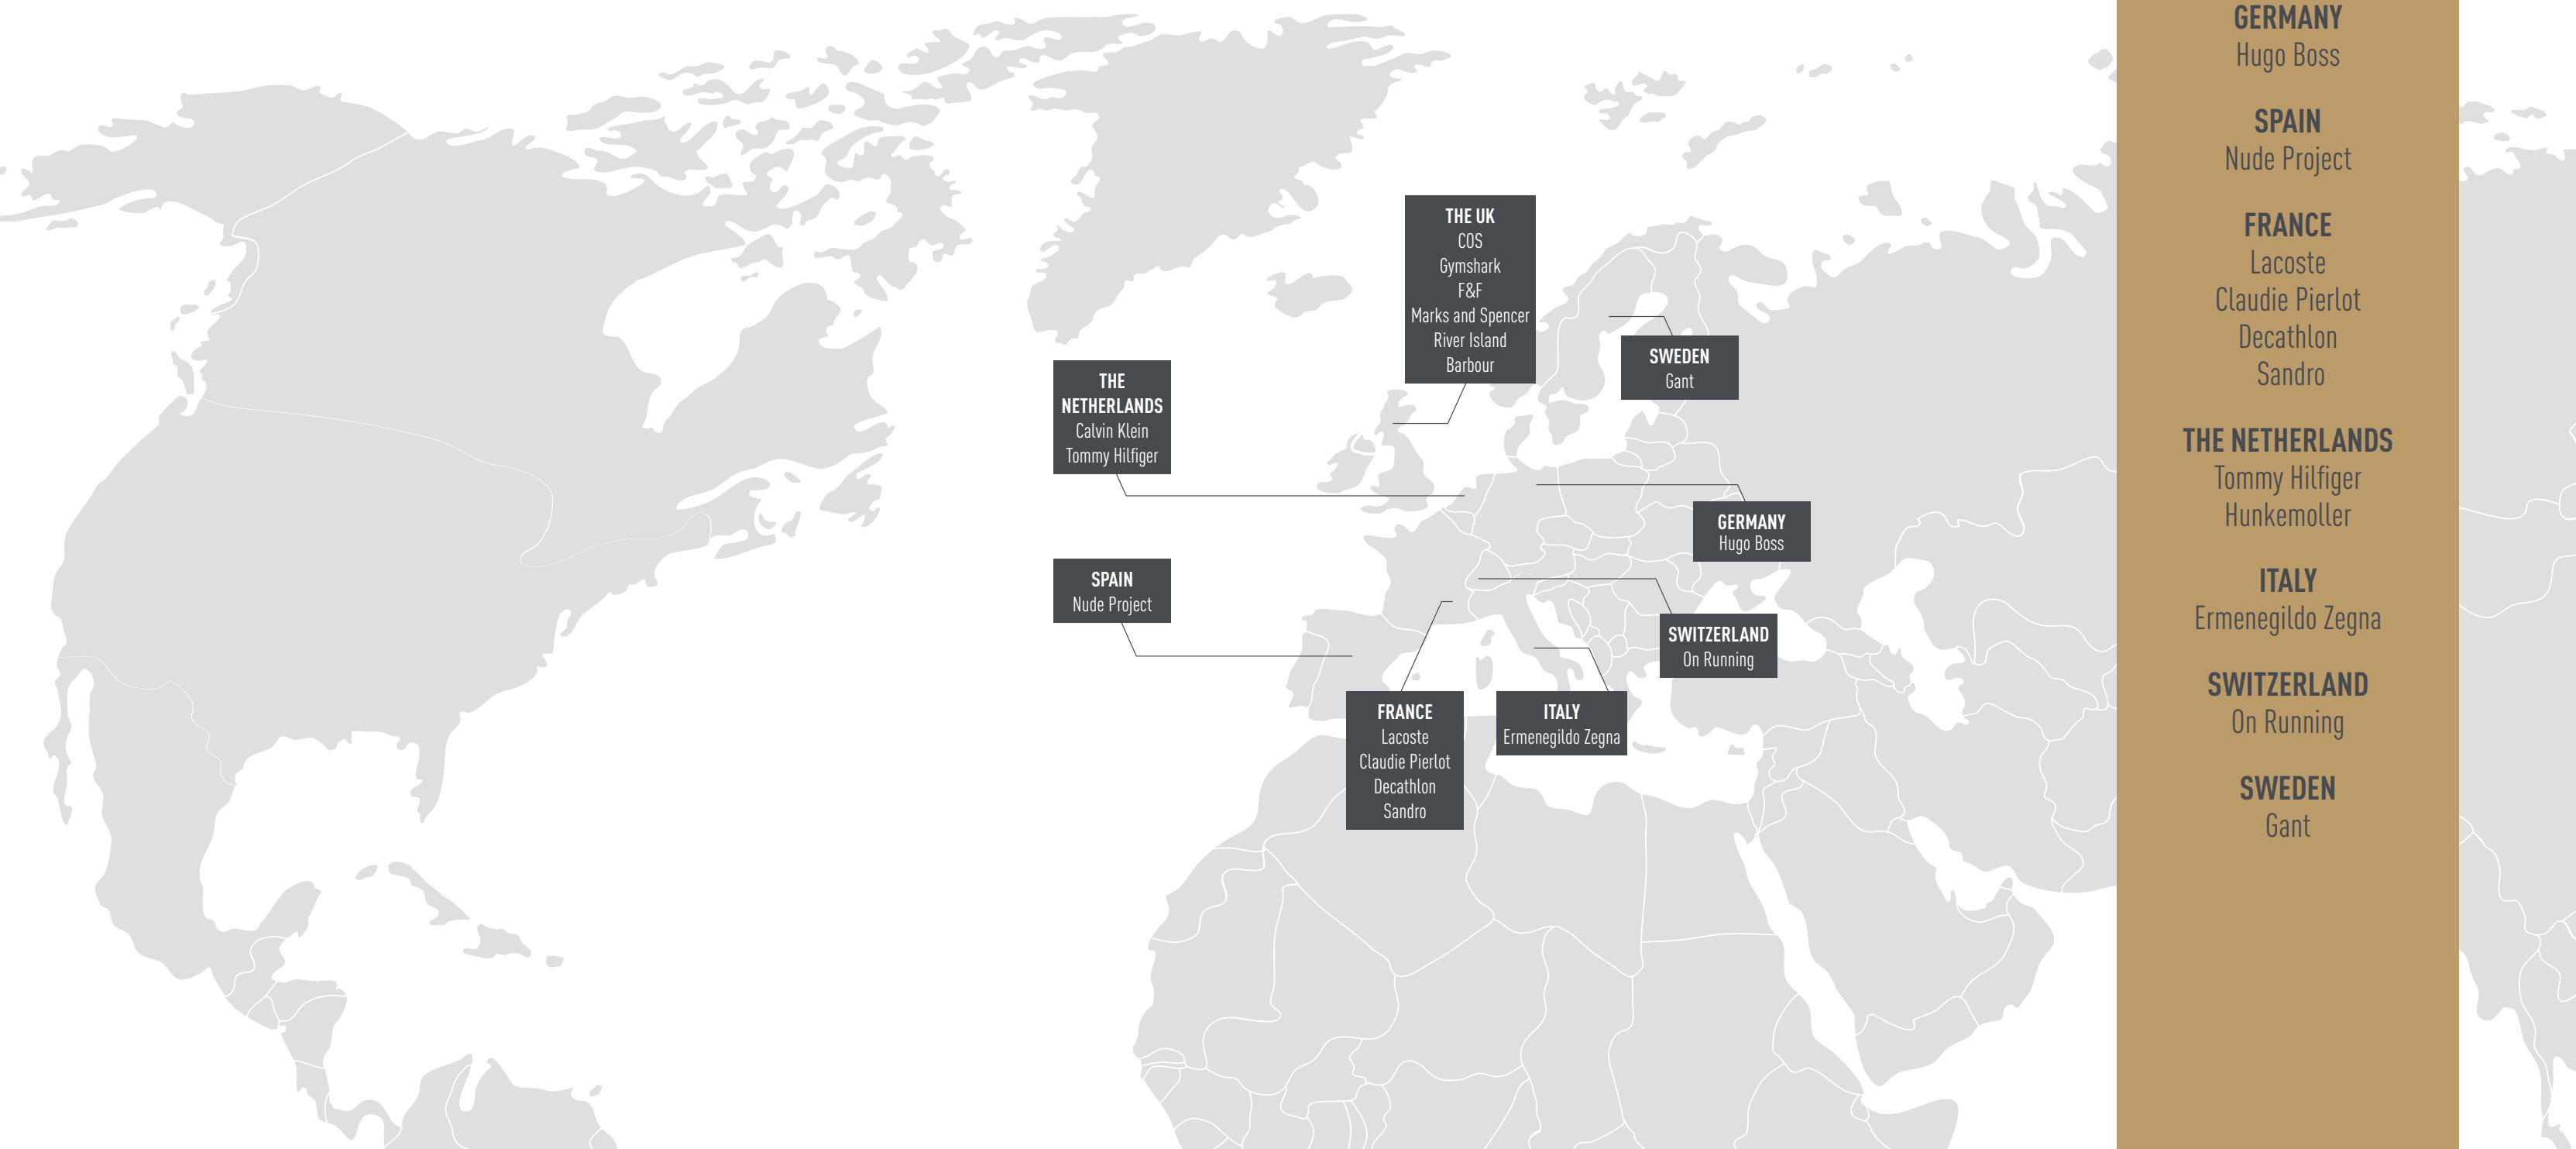 THE UK
COS
Gymshark
F&F
Marks and Spencer
River Island
Barbour
SWEDEN
Gant
THE
NETHERLANDS
Calvin Klein
Tommy Hilfiger
GERMANY
Hugo Boss
SPAIN
Nude Project
SWITZERLAND
On Running
FRANCE
Lacoste
Claudie Pierlot
Decathlon
Sandro
ITALY
Ermenegildo Zegna
GERMANY
Hugo Boss
SPAIN
Nude Project
FRANCE
Lacoste
Claudie Pierlot
Decathlon
Sandro
THE NETHERLANDS
Tommy Hilfiger
Hunkemoller
ITALY
Ermenegildo Zegna
SWITZERLAND
On Running
SWEDEN
Gant